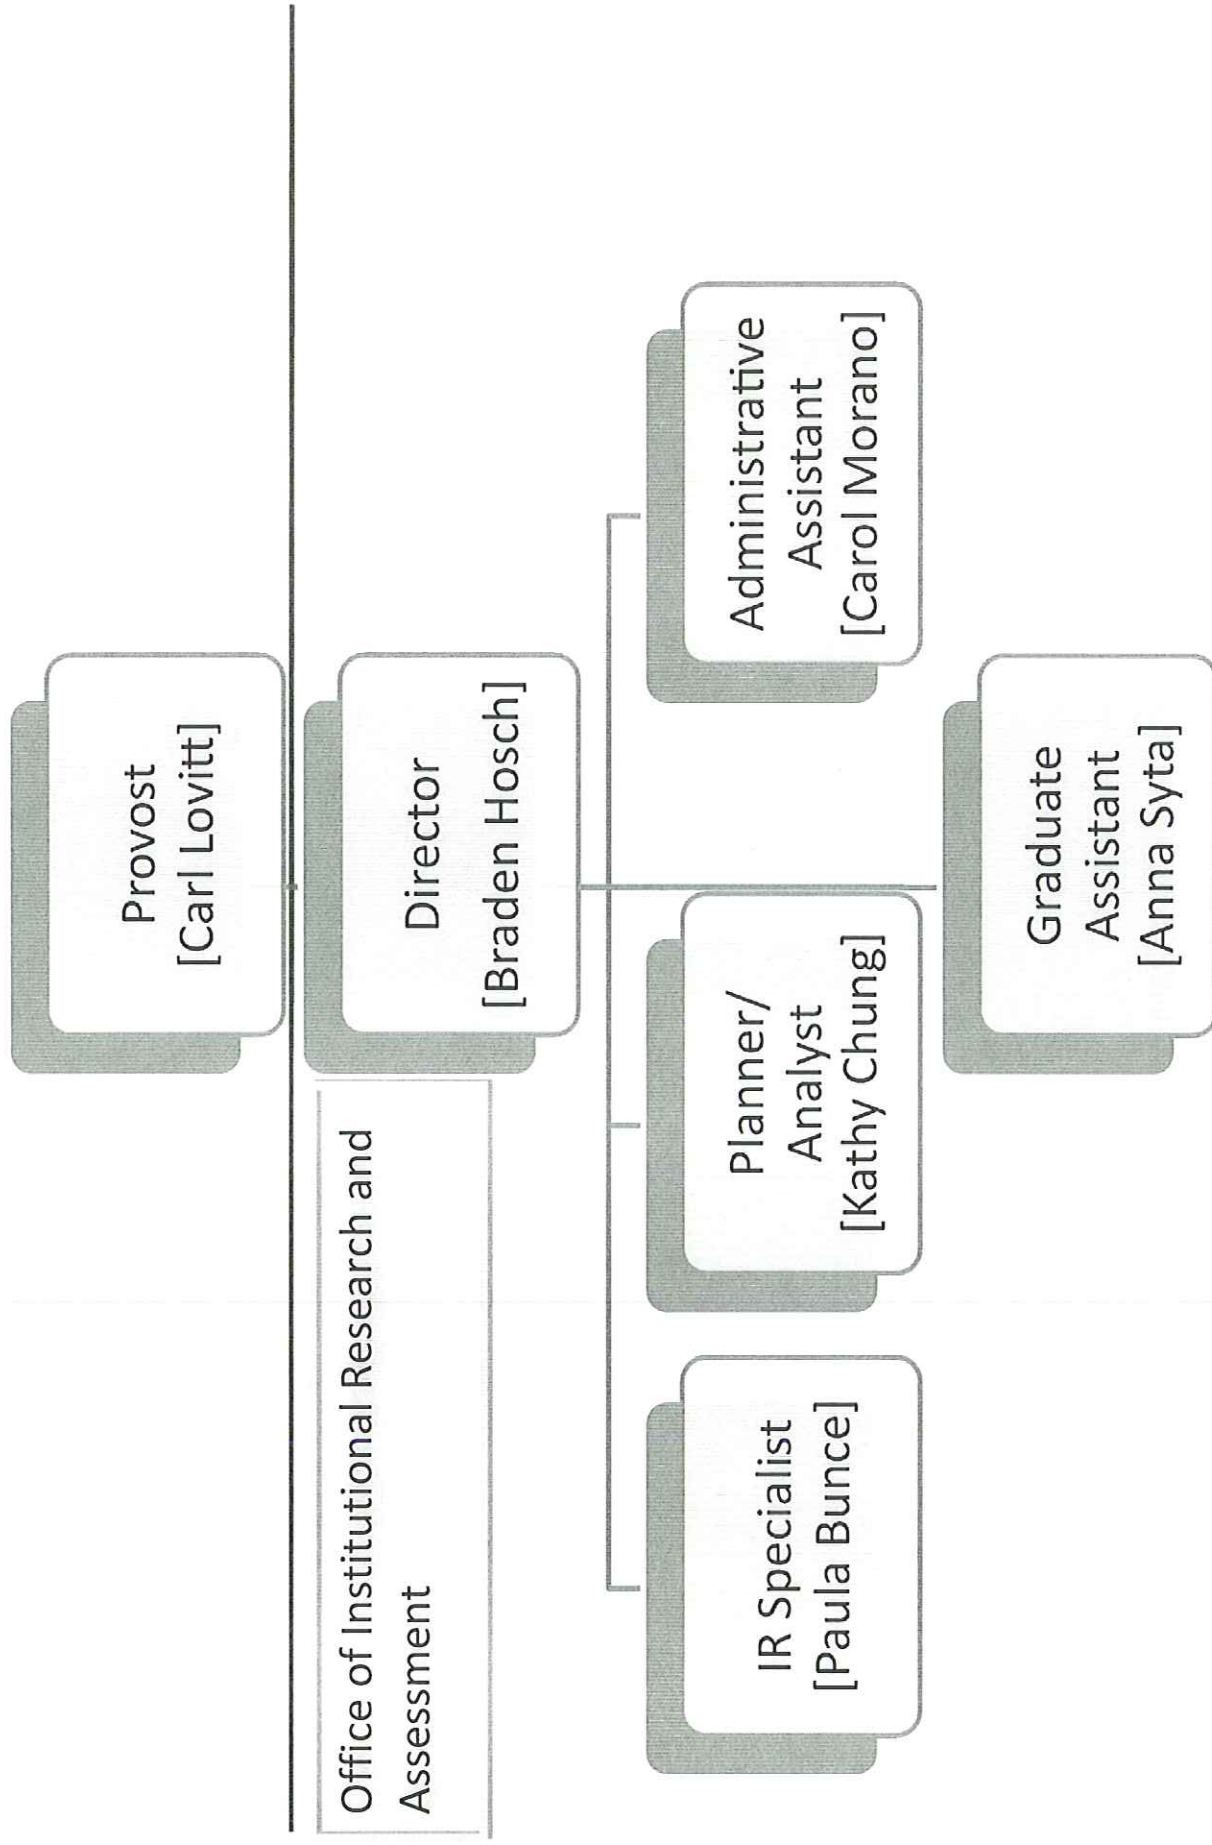 Provost
[Carl Lovitt]
Office of Institutional Research and
Assessment
Director
[Braden Hosch]
IR Specialist
[Paula Bunce]
Planner/
Analyst
[Kathy Chung]
Administrative
Assistant
[Carol Morano]
Graduate
Assistant
[Anna Syta]